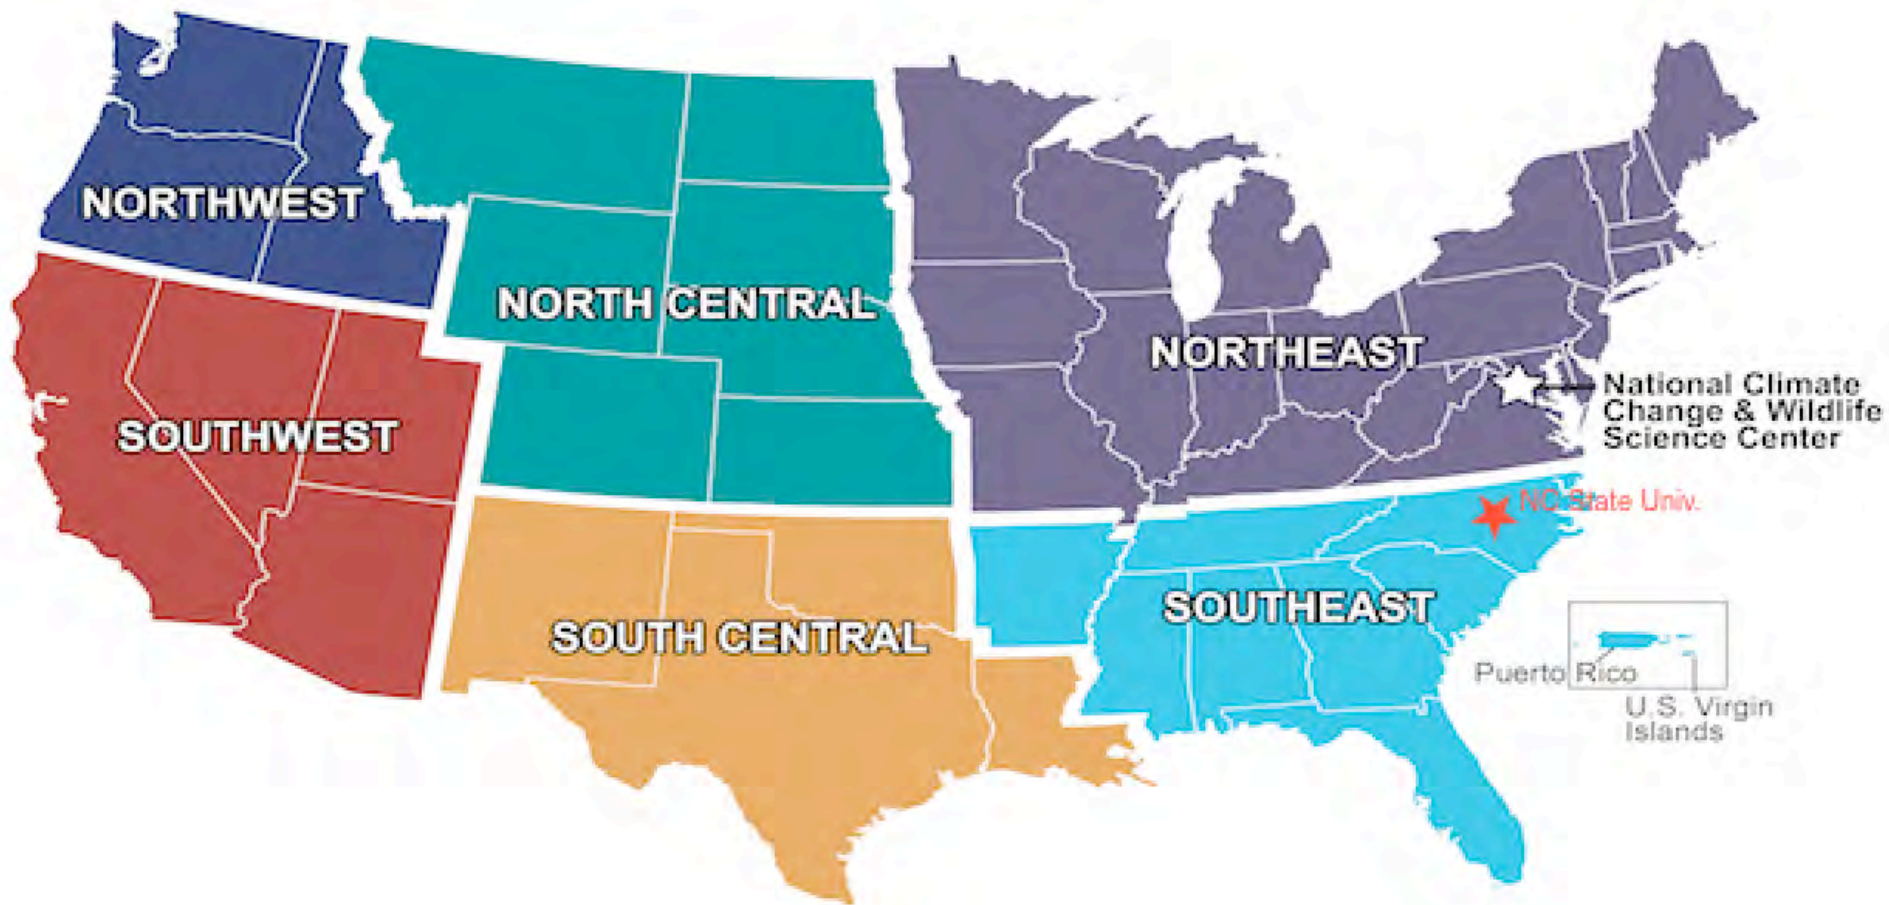 NORTHWEST
NORTH CENTRAL
NORTHEAST
National Climate
Change & Wildlife
Science Center
SOUTHWEST
NC State Univ.
SOUTHEAST
SOUTH CENTRAL
Puerto Rico
U.S. Virgin
Islands